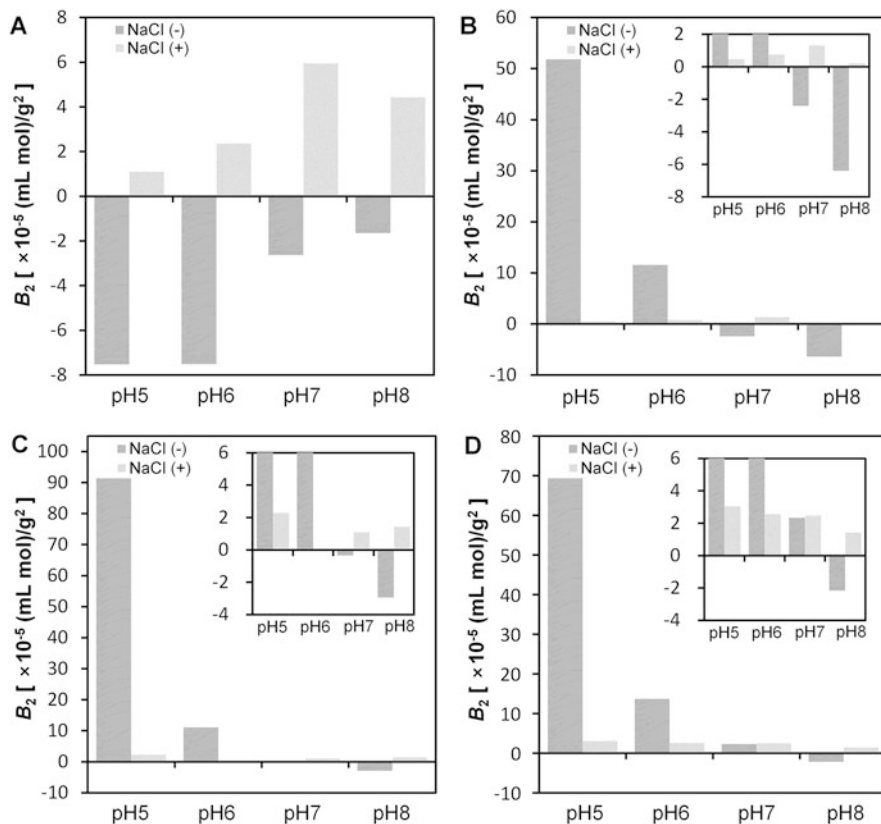 A
NaCl (-)
NaCl (+)
B₂ [ ×10⁻⁵ (mL mol)/g² ]
8
6
4
2
0
-2
-4
-6
-8
pH5 pH6 pH7 pH8
B
NaCl (-)
NaCl (+)
B₂ [ ×10⁻⁵ (mL mol)/g² ]
60
50
40
30
20
10
0
-10
pH5 pH6 pH7 pH8
2
0
-2
-4
-6
-8
pH5 pH6 pH7 pH8
C
NaCl (-)
NaCl (+)
B₂ [ ×10⁻⁵ (mL mol)/g² ]
100
90
80
70
60
50
40
30
20
10
0
-10
pH5 pH6 pH7 pH8
6
4
2
0
-2
-4
pH5 pH6 pH7 pH8
D
NaCl (-)
NaCl (+)
B₂ [ ×10⁻⁵ (mL mol)/g² ]
80
70
60
50
40
30
20
10
0
-10
pH5 pH6 pH7 pH8
6
4
2
0
-2
-4
pH5 pH6 pH7 pH8